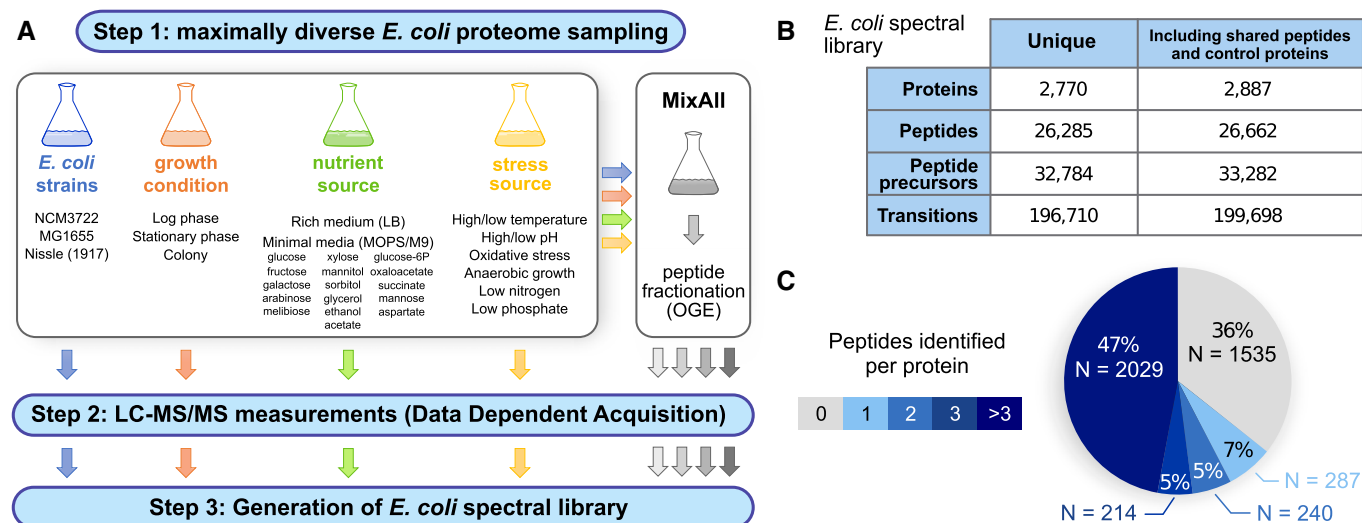 A
Step 1: maximally diverse E. coli proteome sampling
E. coli
strains
NCM3722
MG1655
Nissle (1917)
growth
condition
Log phase
Stationary phase
Colony
nutrient
source
Rich medium (LB)
Minimal media (MOPS/M9)
glucose xylose glucose-6P
fructose mannitol oxaloacetate
galactose sorbitol succinate
arabinose glycerol mannose
melibiose ethanol aspartate
acetate
stress
source
High/low temperature
High/low pH
Oxidative stress
Anaerobic growth
Low nitrogen
Low phosphate
MixAll
peptide
fractionation
(OGE)
Step 2: LC-MS/MS measurements (Data Dependent Acquisition)
Step 3: Generation of E. coli spectral library
B
E. coli spectral
library
Unique
Including shared peptides
and control proteins
Proteins 2,770 2,887
Peptides 26,285 26,662
Peptide
precursors 32,784 33,282
Transitions 196,710 199,698
C
Peptides identified
per protein
0 1 2 3 >3
47%
N = 2029
36%
N = 1535
7%
N = 287
5%
N = 240
5%
N = 214